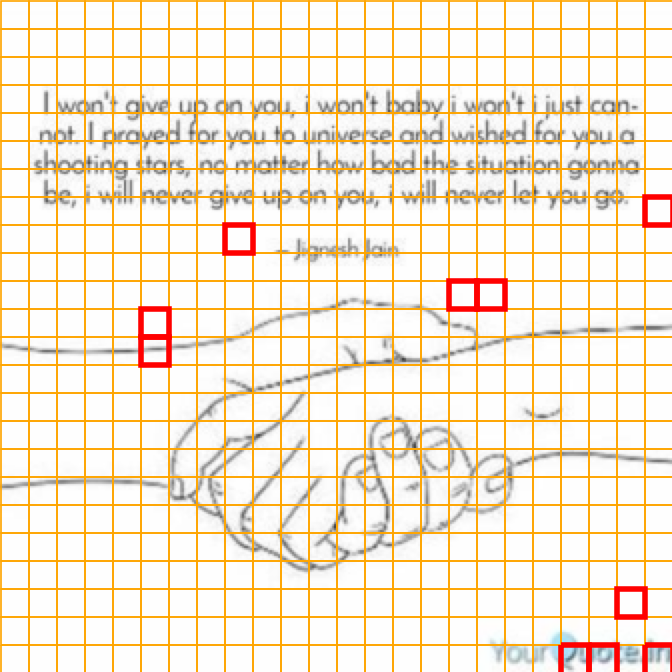 I won't give up on you, i won't baby i won't i just can-
not. I prayed for you to universe and wished for you a
shooting stars, no matter how bad the situation gonna
be, i will never give up on you, i will never let you go.
-- Jignesh Jain
YourQuote.in